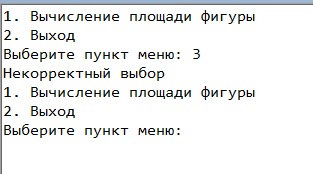 1. Вычисление площади фигуры
2. Выход
Выберите пункт меню: 3
Некорректный выбор
1. Вычисление площади фигуры
2. Выход
Выберите пункт меню: